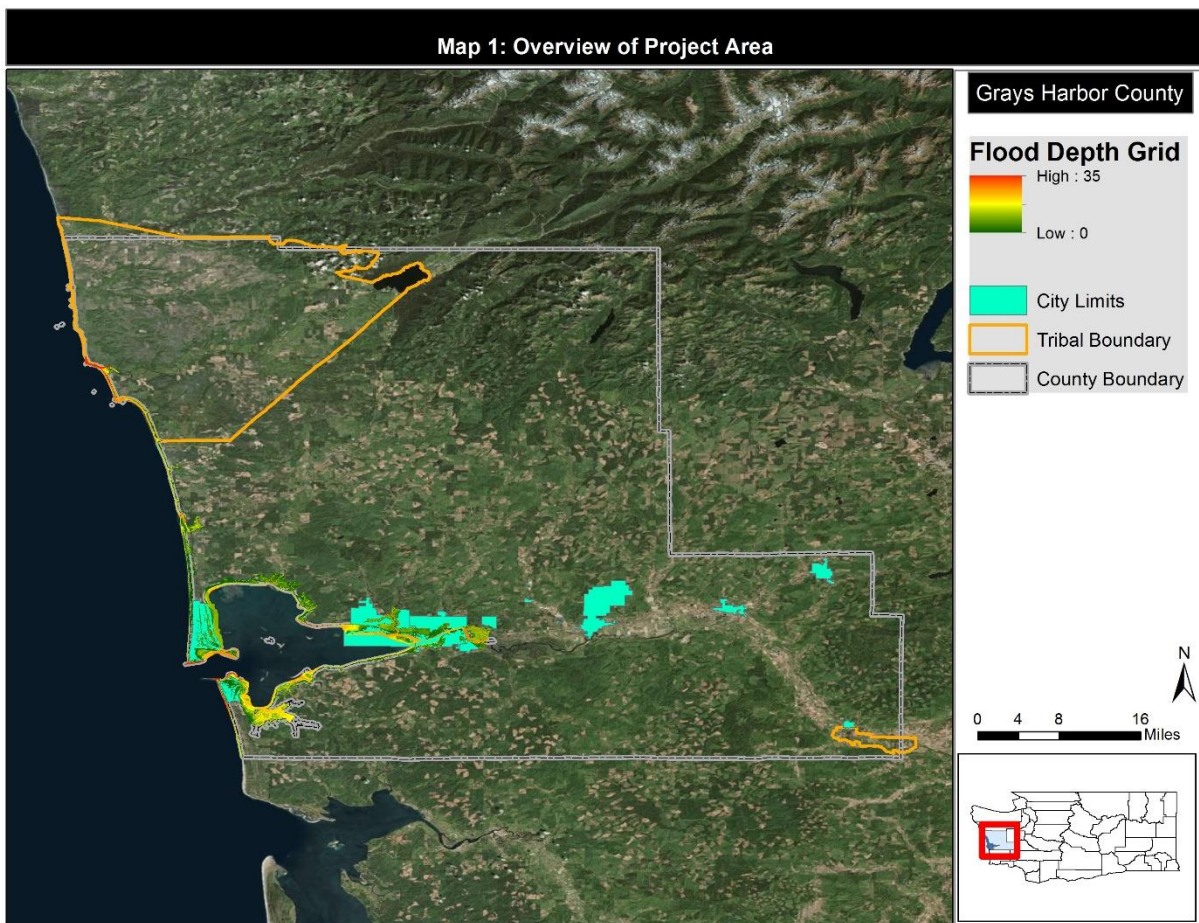 Map 1: Overview of Project Area
Grays Harbor County
Flood Depth Grid
High : 35
Low : 0
City Limits
Tribal Boundary
County Boundary
N
0 4 8 16
Miles